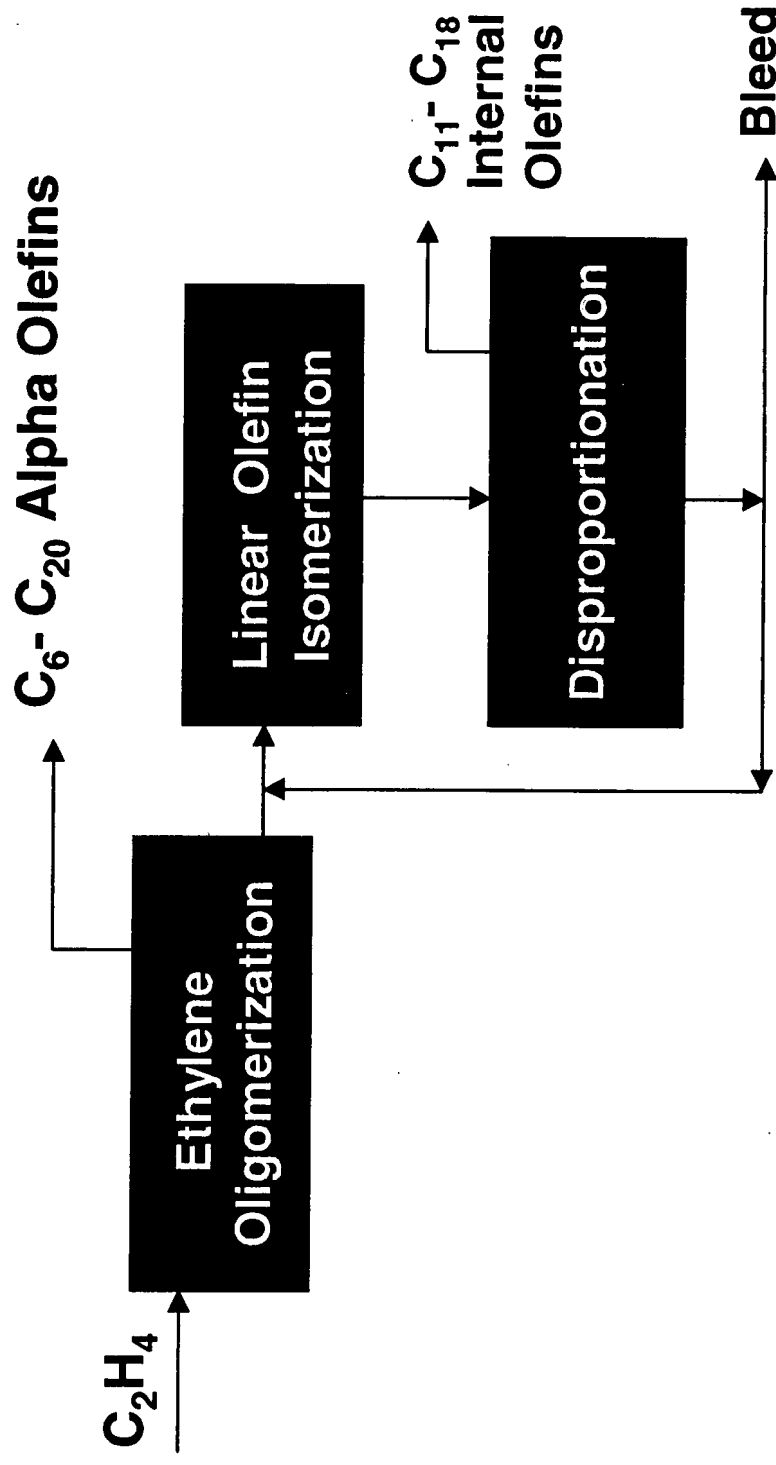 C₂H₄
Ethylene
Oligomerization
C₆- C₂₀ Alpha Olefins
Linear Olefin
Isomerization
Disproportionation
C₁₁- C₁₈
Internal
Olefins
Bleed